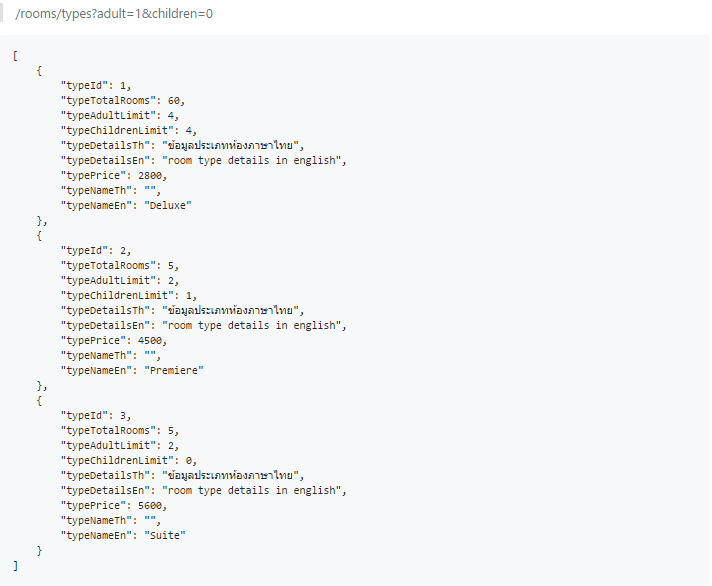 /rooms/types?adult=1&children=0
[
    {
        "typeId": 1,
        "typeTotalRooms": 60,
        "typeAdultLimit": 4,
        "typeChildrenLimit": 4,
        "typeDetailsTh": "ข้อมูลประเภทห้องภาษาไทย",
        "typeDetailsEn": "room type details in english",
        "typePrice": 2800,
        "typeNameTh": "",
        "typeNameEn": "Deluxe"
    },
    {
        "typeId": 2,
        "typeTotalRooms": 5,
        "typeAdultLimit": 2,
        "typeChildrenLimit": 1,
        "typeDetailsTh": "ข้อมูลประเภทห้องภาษาไทย",
        "typeDetailsEn": "room type details in english",
        "typePrice": 4500,
        "typeNameTh": "",
        "typeNameEn": "Premiere"
    },
    {
        "typeId": 3,
        "typeTotalRooms": 5,
        "typeAdultLimit": 2,
        "typeChildrenLimit": 0,
        "typeDetailsTh": "ข้อมูลประเภทห้องภาษาไทย",
        "typeDetailsEn": "room type details in english",
        "typePrice": 5600,
        "typeNameTh": "",
        "typeNameEn": "Suite"
    }
]